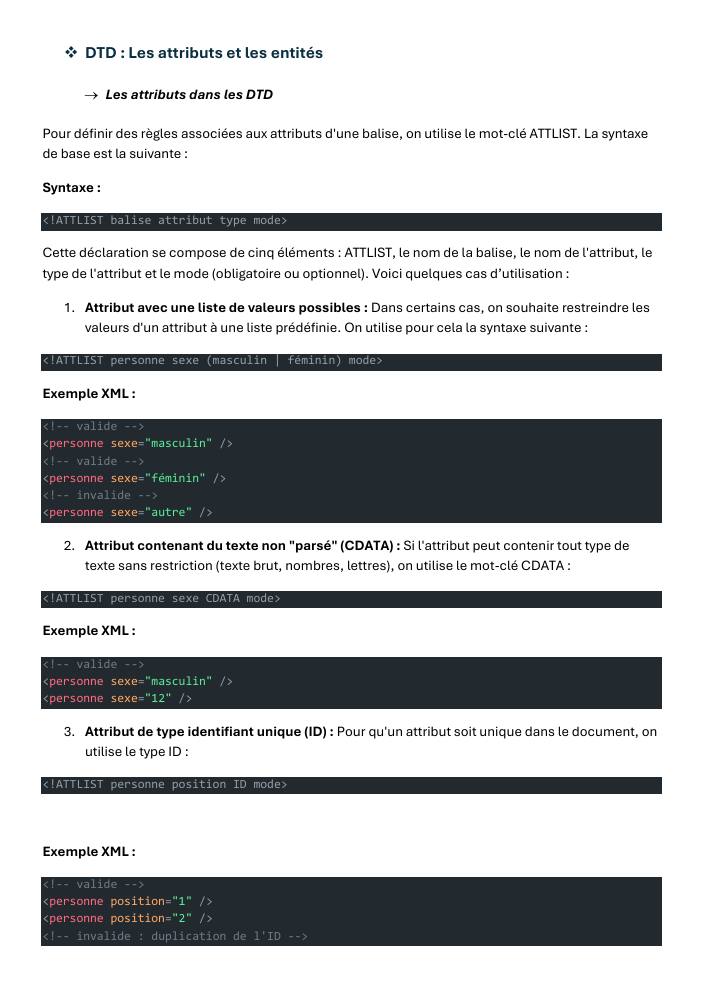 ❖ DTD : Les attributs et les entités
→ Les attributs dans les DTD
Pour définir des règles associées aux attributs d'une balise, on utilise le mot-clé ATTLIST. La syntaxe
de base est la suivante :
Syntaxe :
<!ATTLIST balise attribut type mode>
Cette déclaration se compose de cinq éléments : ATTLIST, le nom de la balise, le nom de l'attribut, le
type de l'attribut et le mode (obligatoire ou optionnel). Voici quelques cas d’utilisation :
1. Attribut avec une liste de valeurs possibles : Dans certains cas, on souhaite restreindre les
valeurs d'un attribut à une liste prédéfinie. On utilise pour cela la syntaxe suivante :
<!ATTLIST personne sexe (masculin | féminin) mode>
Exemple XML :
<!-- valide -->
<personne sexe="masculin" />
<!-- valide -->
<personne sexe="féminin" />
<!-- invalide -->
<personne sexe="autre" />
2. Attribut contenant du texte non "parsé" (CDATA) : Si l'attribut peut contenir tout type de
texte sans restriction (texte brut, nombres, lettres), on utilise le mot-clé CDATA :
<!ATTLIST personne sexe CDATA mode>
Exemple XML :
<!-- valide -->
<personne sexe="masculin" />
<personne sexe="12" />
3. Attribut de type identifiant unique (ID) : Pour qu'un attribut soit unique dans le document, on
utilise le type ID :
<!ATTLIST personne position ID mode>
Exemple XML :
<!-- valide -->
<personne position="1" />
<personne position="2" />
<!-- invalide : duplication de l'ID -->